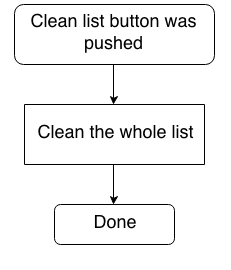 Clean list button was
pushed
Clean the whole list
Done